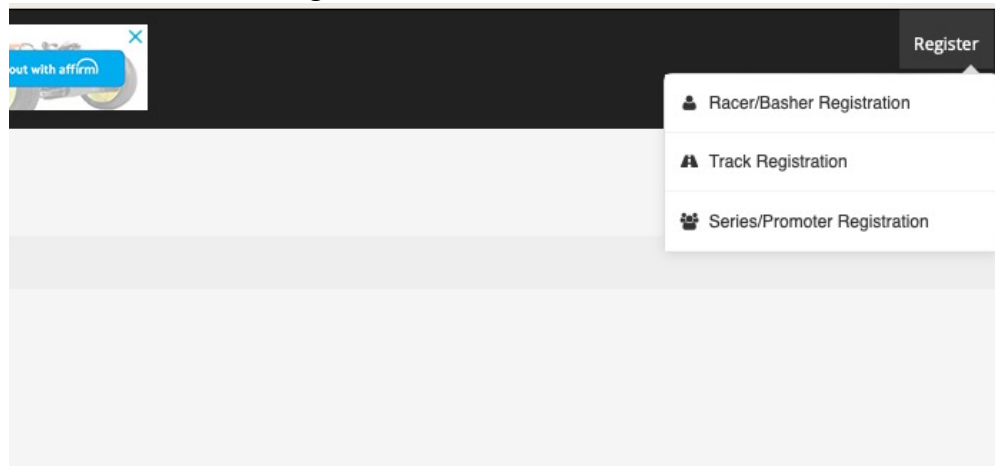 out with affirm
Register
Racer/Basher Registration
Track Registration
Series/Promoter Registration